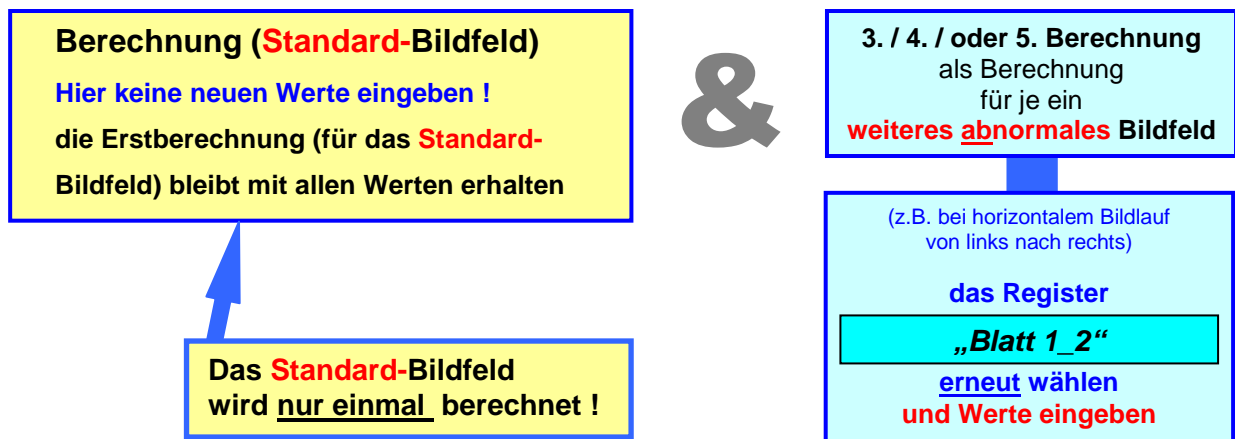 Berechnung (Standard-Bildfeld)
Hier keine neuen Werte eingeben !
die Erstberechnung (für das Standard-
Bildfeld) bleibt mit allen Werten erhalten
&
3. / 4. / oder 5. Berechnung
als Berechnung
für je ein
weiteres abnormales Bildfeld
(z.B. bei horizontalem Bildlauf
von links nach rechts)
das Register
„Blatt 1_2“
erneut wählen
und Werte eingeben
Das Standard-Bildfeld
wird nur einmal berechnet !